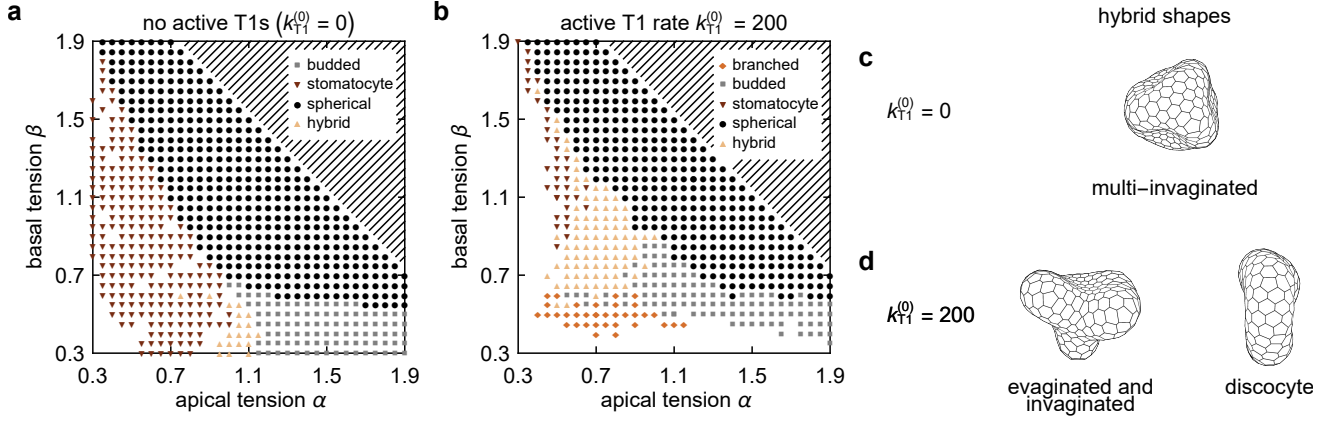 a
no active T1s (k_T1^(0) = 0)
basal tension β
1.9
1.5
1.1
0.7
0.3
budded
stomatocyte
spherical
hybrid
0.3 0.7 1.1 1.5 1.9
apical tension α
b
active T1 rate k_T1^(0) = 200
basal tension β
1.9
1.5
1.1
0.7
0.3
branched
budded
stomatocyte
spherical
hybrid
0.3 0.7 1.1 1.5 1.9
apical tension α
hybrid shapes
c
k_T1^(0) = 0
multi−invaginated
d
k_T1^(0) = 200
evaginated and
invaginated
discocyte